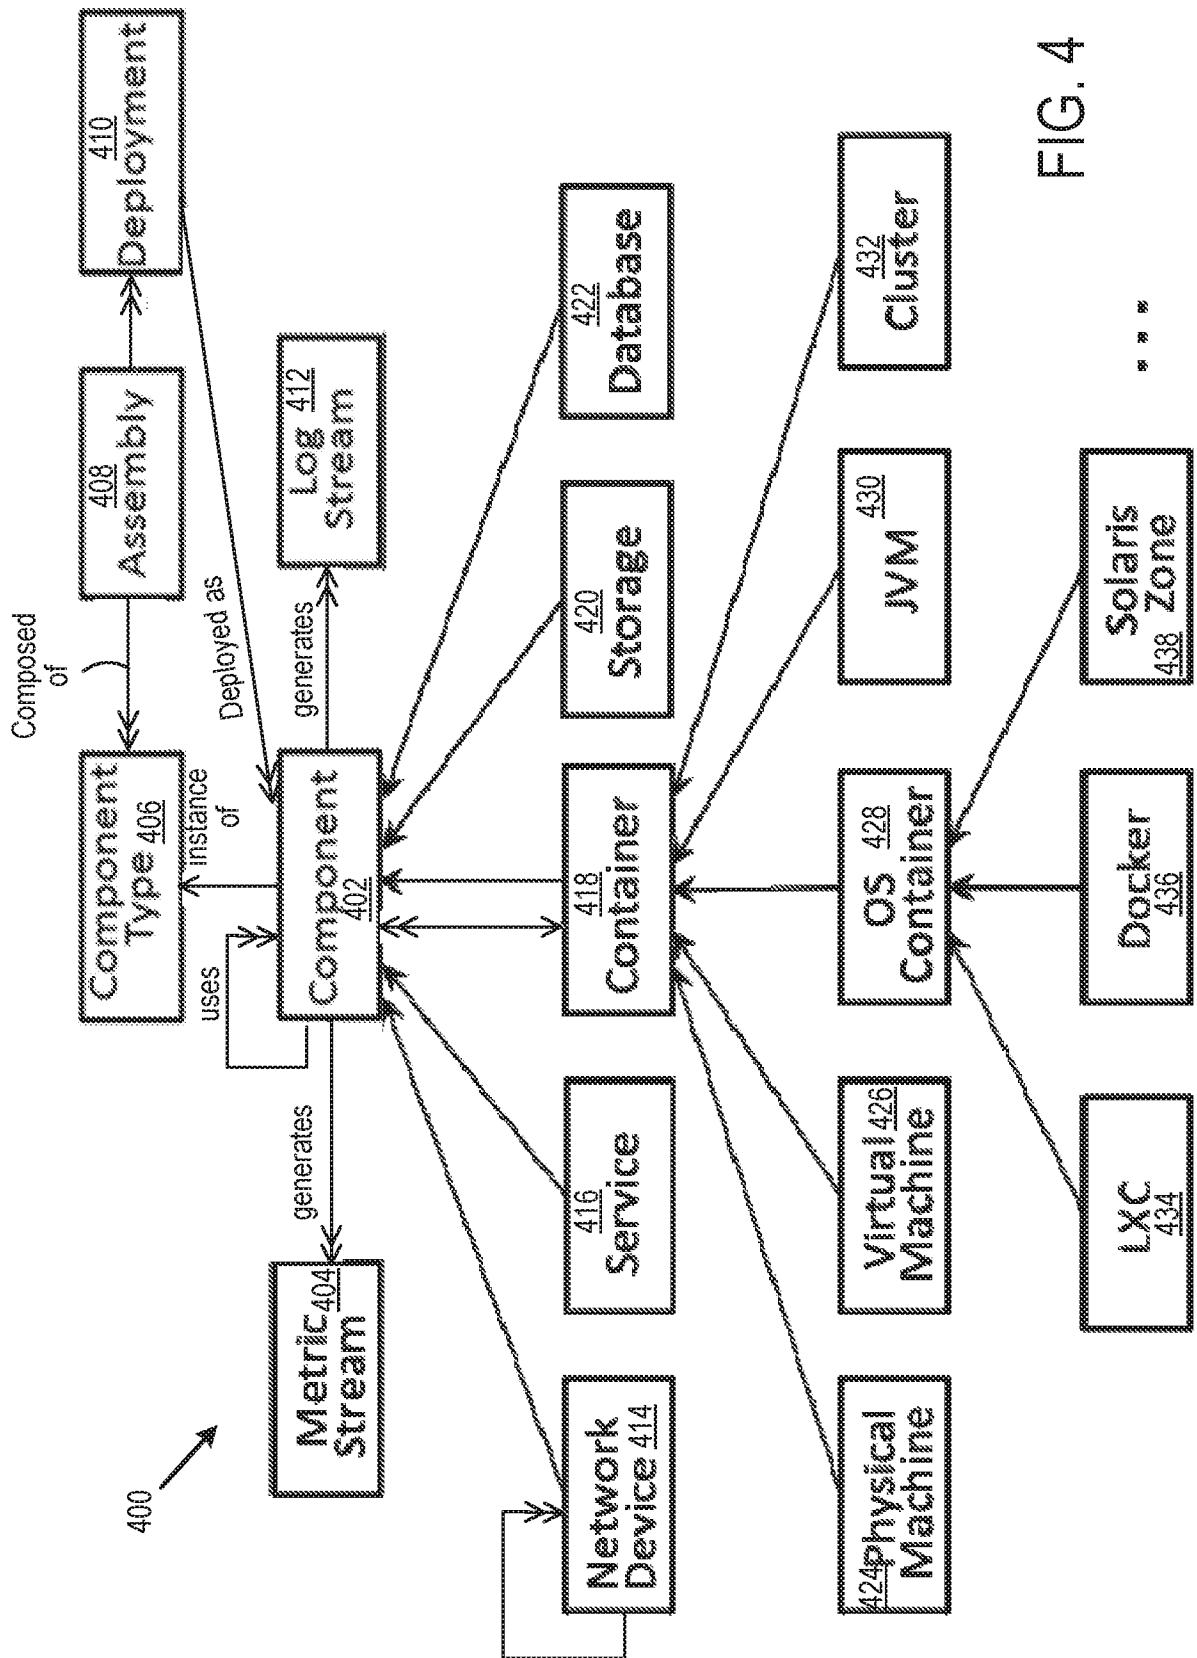 400
Composed
of
Component
Type 406
408
Assembly
410
Deployment
uses
instance
of
Deployed as
Metric 404
Stream
generates
Component
402
generates
Log 412
Stream
Network
Device 414
416
Service
418
Container
420
Storage
422
Database
424 Physical
Machine
Virtual 426
Machine
OS 428
Container
JVM 430
432
Cluster
LXC
434
Docker
436
Solaris
438 Zone
...
FIG. 4